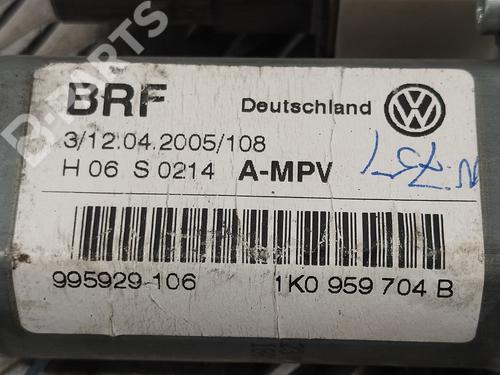 B-PARTS
BRF Deutschland
3/12.04.2005/108
H 06 S 0214 A-MPV
995929-106 1K0 959 704 B